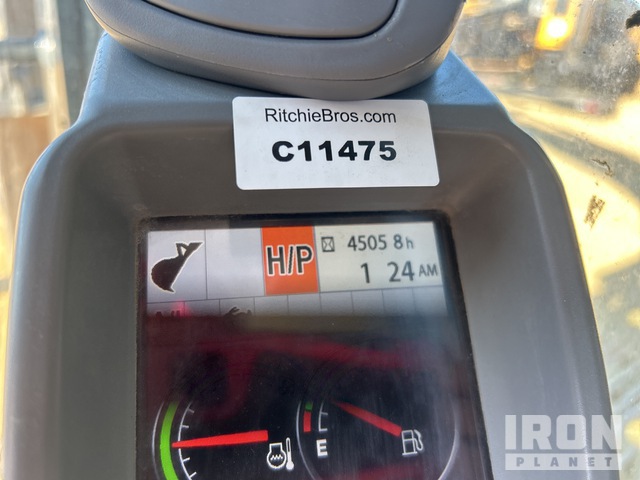 RitchieBros.com
C11475
H/P
4505 8h
1 24 AM
E
IRON
PLANET